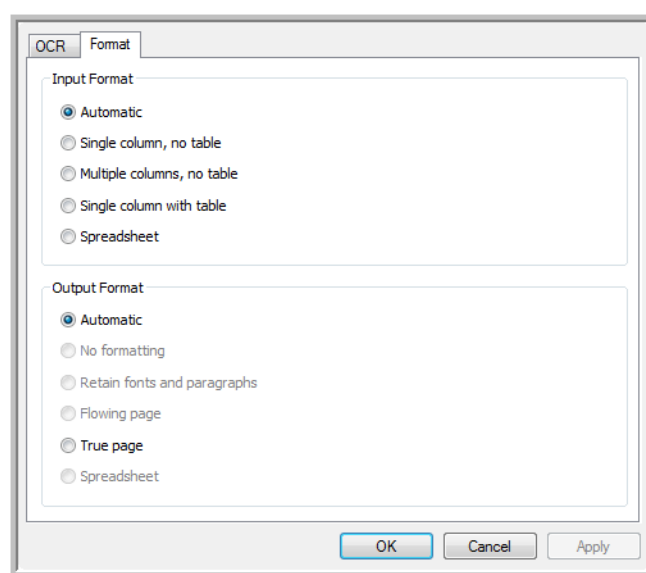 OCR Format
Input Format
Automatic
Single column, no table
Multiple columns, no table
Single column with table
Spreadsheet
Output Format
Automatic
No formatting
Retain fonts and paragraphs
Flowing page
True page
Spreadsheet
OK Cancel Apply